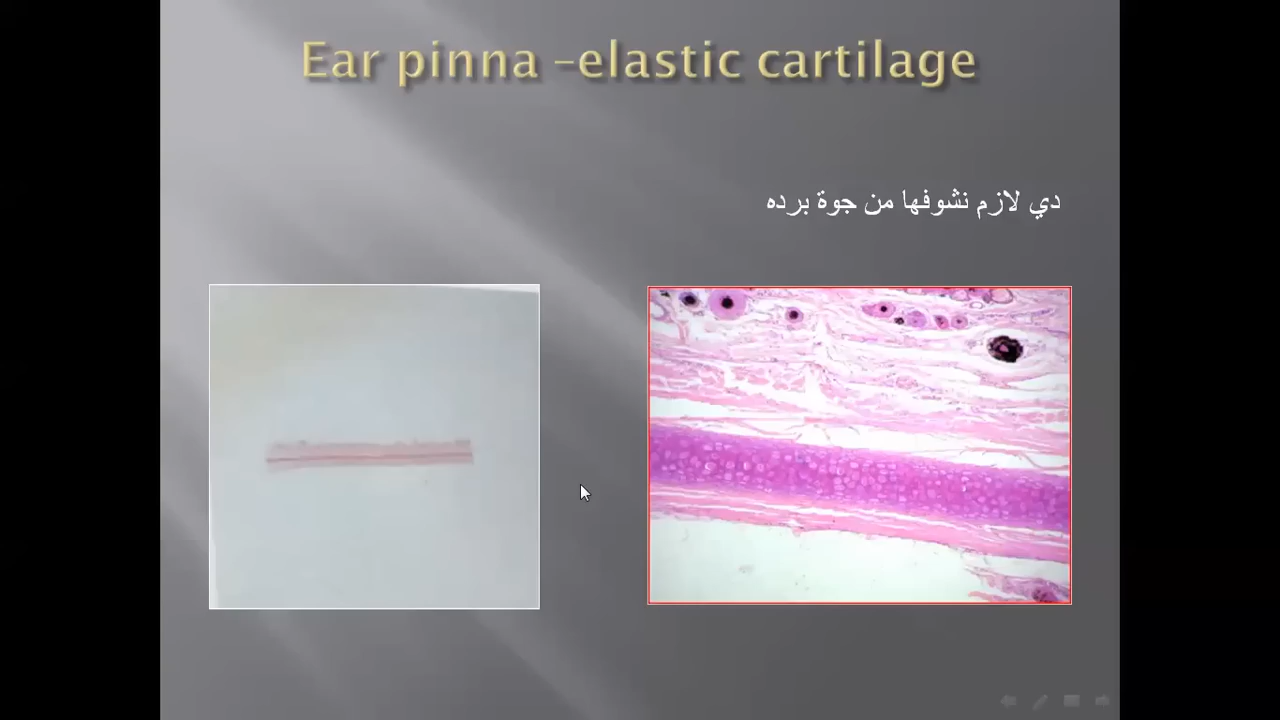 Ear pinna –elastic cartilage
دي لازم نشوفها من جوة برده